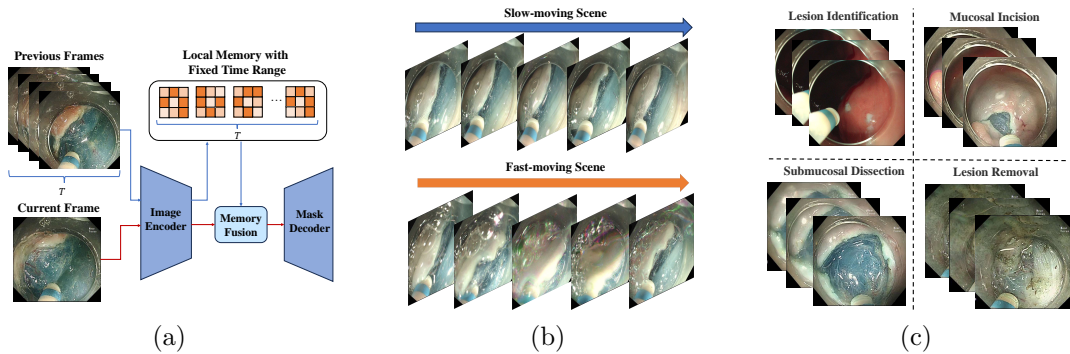 Previous Frames
Local Memory with
Fixed Time Range
...
T
T
Current Frame
Image
Encoder
Memory
Fusion
Mask
Decoder
(a)
Slow-moving Scene
Fast-moving Scene
(b)
Lesion Identification
Mucosal Incision
Submucosal Dissection
Lesion Removal
(c)